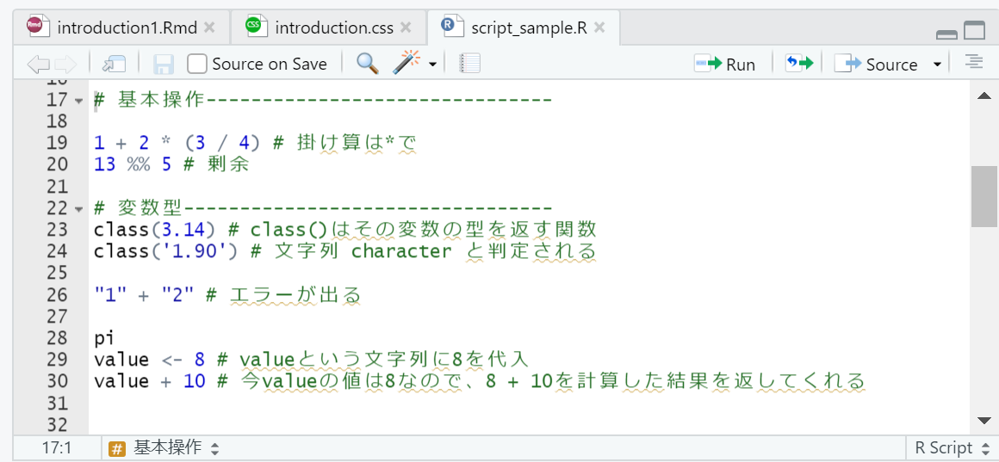 introduction1.Rmd introduction.css script_sample.R
Source on Save Run Source
17 # 基本操作-------------------------------
18
19 1 + 2 * (3 / 4) # 掛け算は*で
20 13 %% 5 # 剰余
21
22 # 変数型---------------------------------
23 class(3.14) # class()はその変数の型を返す関数
24 class('1.90') # 文字列 character と判定される
25
26 "1" + "2" # エラーが出る
27
28 pi
29 value <- 8 # valueという文字列に8を代入
30 value + 10 # 今valueの値は8なので、8 + 10を計算した結果を返してくれる
31
32
17:1 # 基本操作 R Script